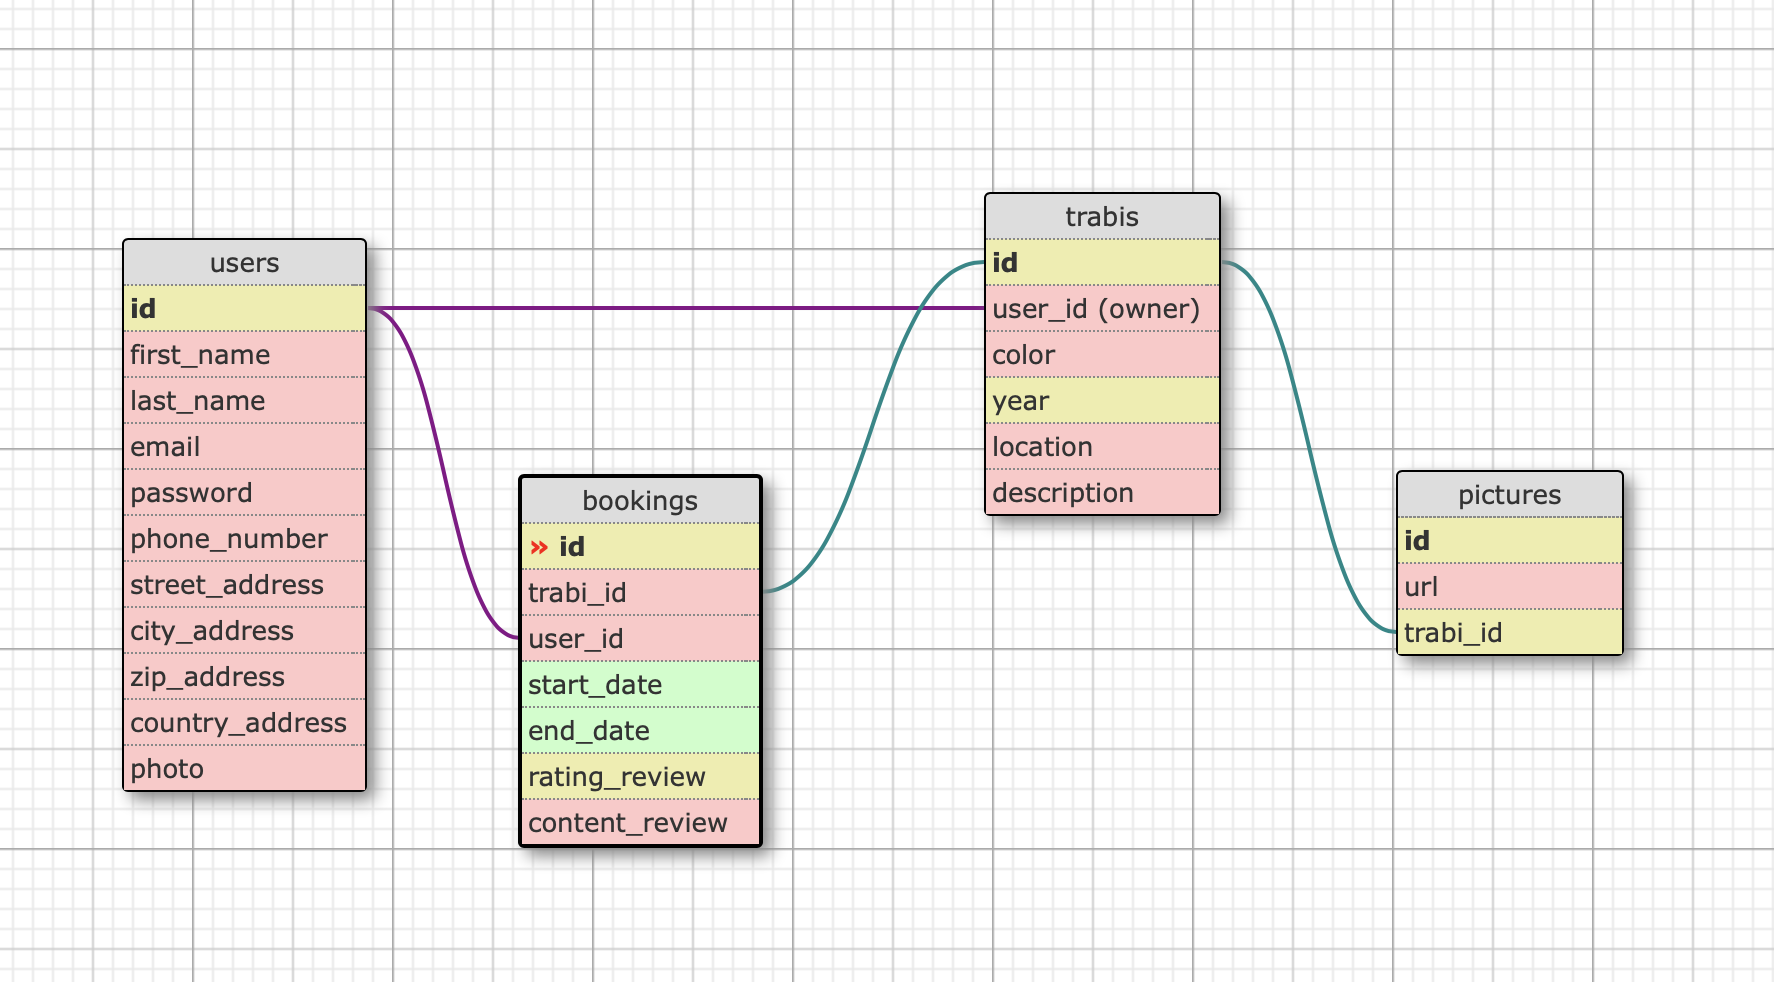 users
id
first_name
last_name
email
password
phone_number
street_address
city_address
zip_address
country_address
photo
bookings
» id
trabi_id
user_id
start_date
end_date
rating_review
content_review
trabis
id
user_id (owner)
color
year
location
description
pictures
id
url
trabi_id